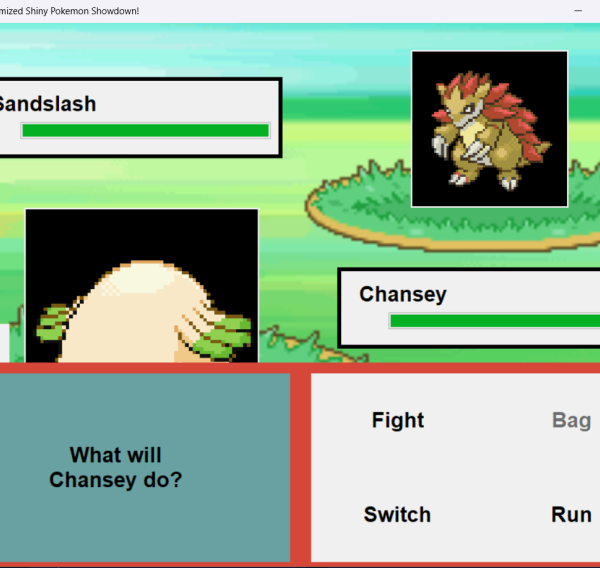 mized Shiny Pokemon Showdown!
Sandslash
Chansey
What will
Chansey do?
Fight
Bag
Switch
Run